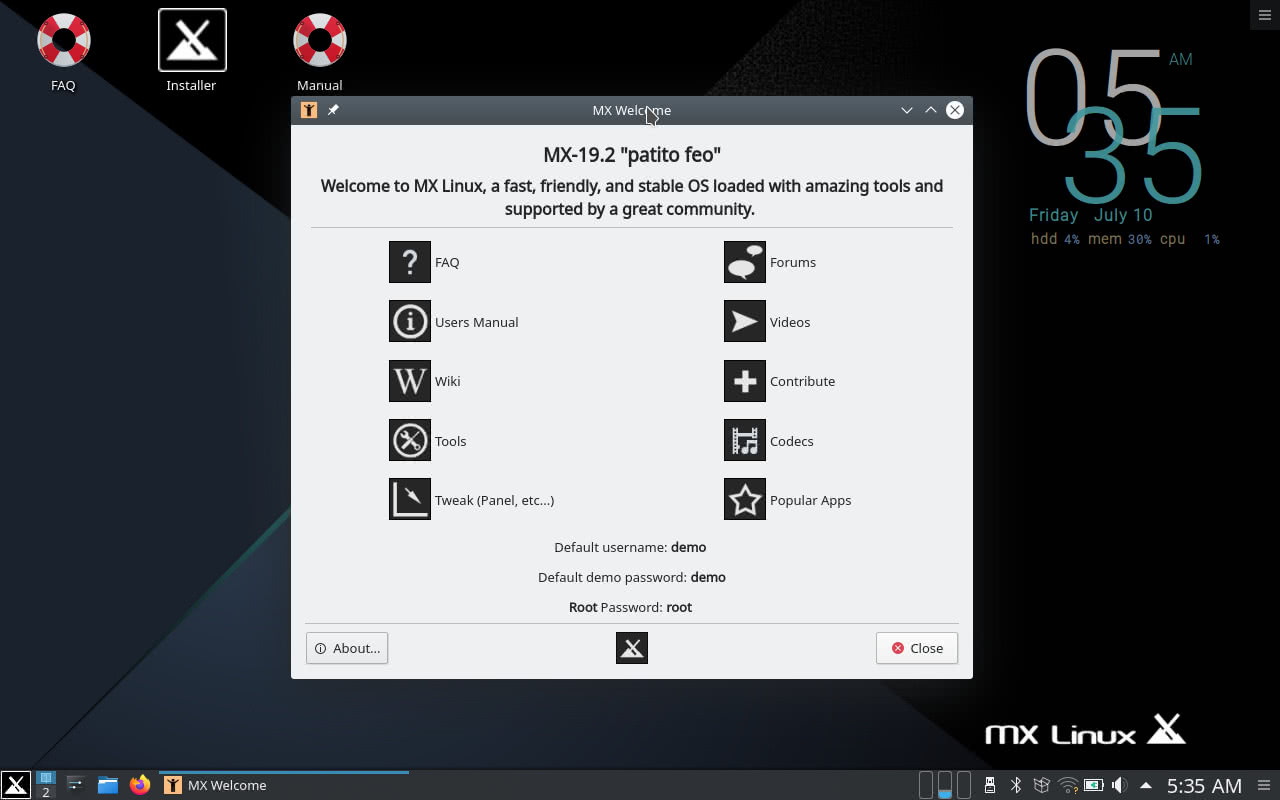 FAQ
Installer
Manual
05
AM
35
Friday July 10
hdd 4% mem 30% cpu 1%
MX Welcome
MX-19.2 "patito feo"
Welcome to MX Linux, a fast, friendly, and stable OS loaded with amazing tools and
supported by a great community.
? FAQ
Forums
i Users Manual
Videos
W Wiki
Contribute
Tools
Codecs
Tweak (Panel, etc...)
Popular Apps
Default username: demo
Default demo password: demo
Root Password: root
About...
Close
MX Linux
2
MX Welcome
5:35 AM